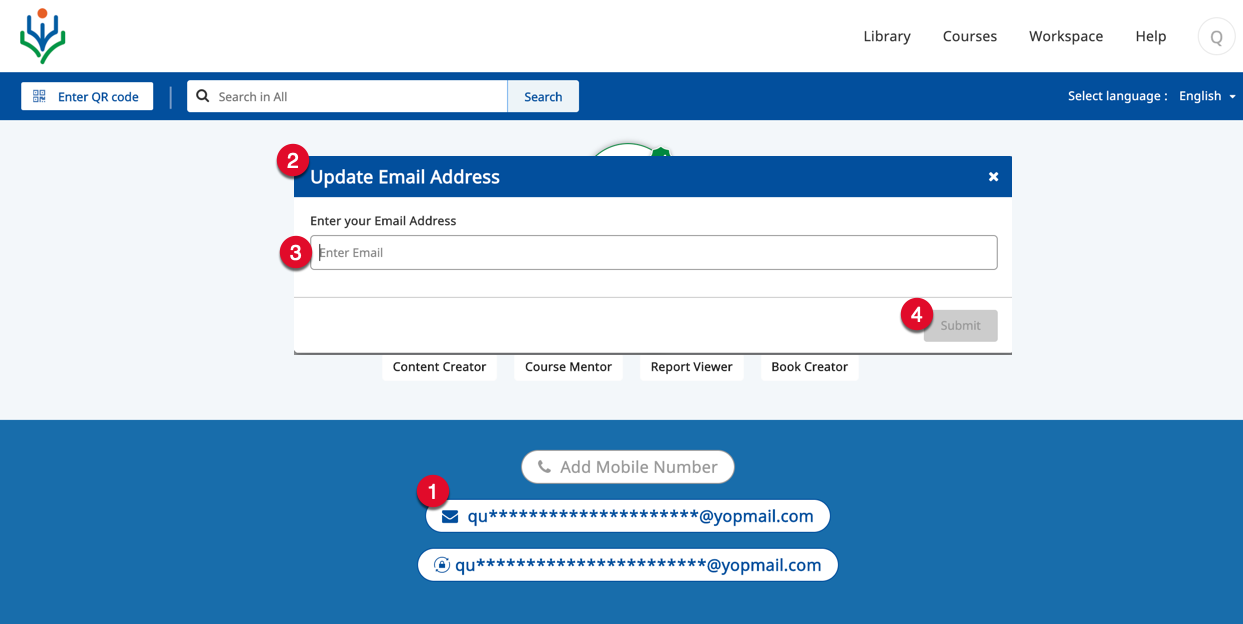 Library Courses Workspace Help Q
Enter QR code Search in All Search Select language : English
2
Update Email Address
Enter your Email Address
3 Enter Email
4 Submit
Content Creator Course Mentor Report Viewer Book Creator
Add Mobile Number
1
qu*********************@yopmail.com
qu***********************@yopmail.com